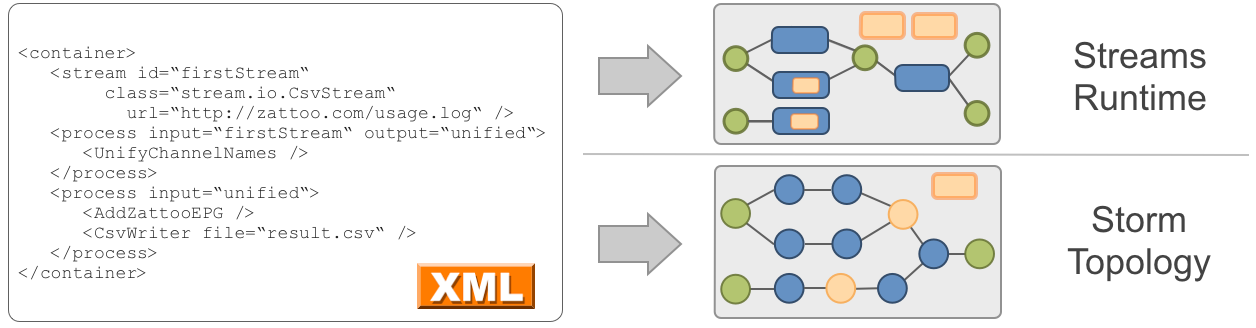 <container>
<stream id=“firstStream“
class=“stream.io.CsvStream“
url=“http://zattoo.com/usage.log“ />
<process input=“firstStream“ output=“unified“>
<UnifyChannelNames />
</process>
<process input=“unified“>
<AddZattooEPG />
<CsvWriter file=“result.csv“ />
</process>
</container>
XML
Streams
Runtime
Storm
Topology